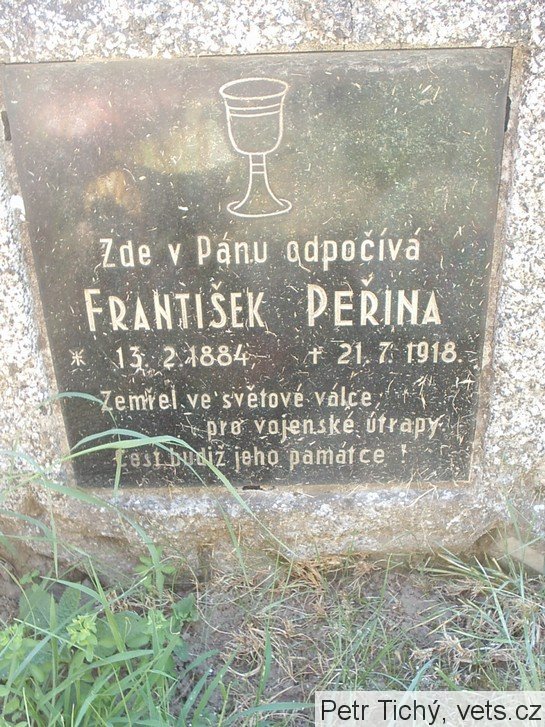 Zde v Pánu odpočívá
FRANTIŠEK PEŘINA
* 13. 2. 1884, † 21. 7. 1918.
Zemřel ve světové válce
pro vojenské útrapy.
Čest budiž jeho památce!
Petr Tichý, vets.cz